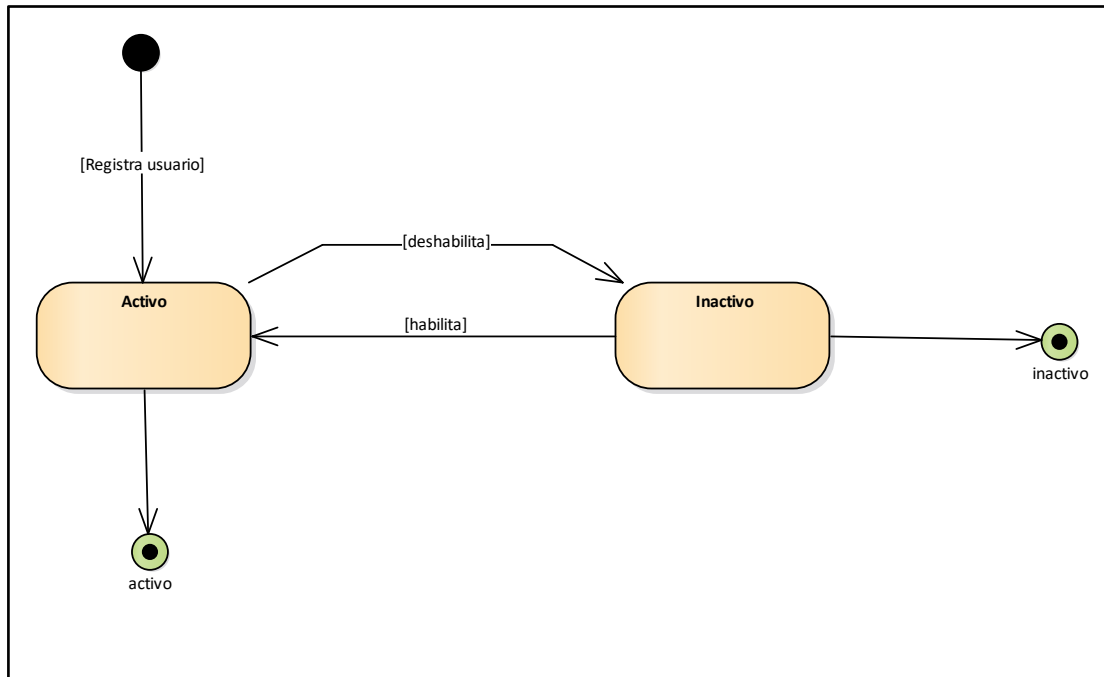 [Registra usuario]
[deshabilita]
Activo
Inactivo
[habilita]
inactivo
activo